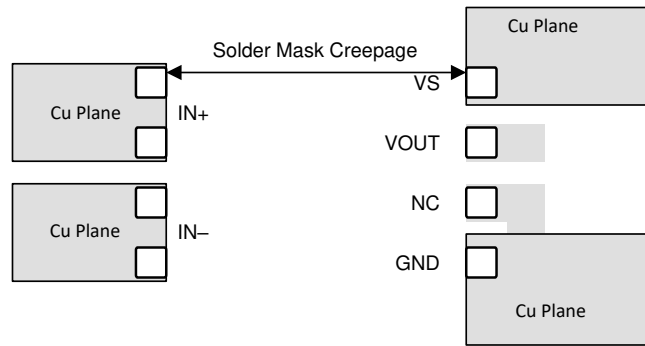 Cu Plane
Solder Mask Creepage
VS
Cu Plane
IN+
VOUT
NC
Cu Plane
IN–
GND
Cu Plane